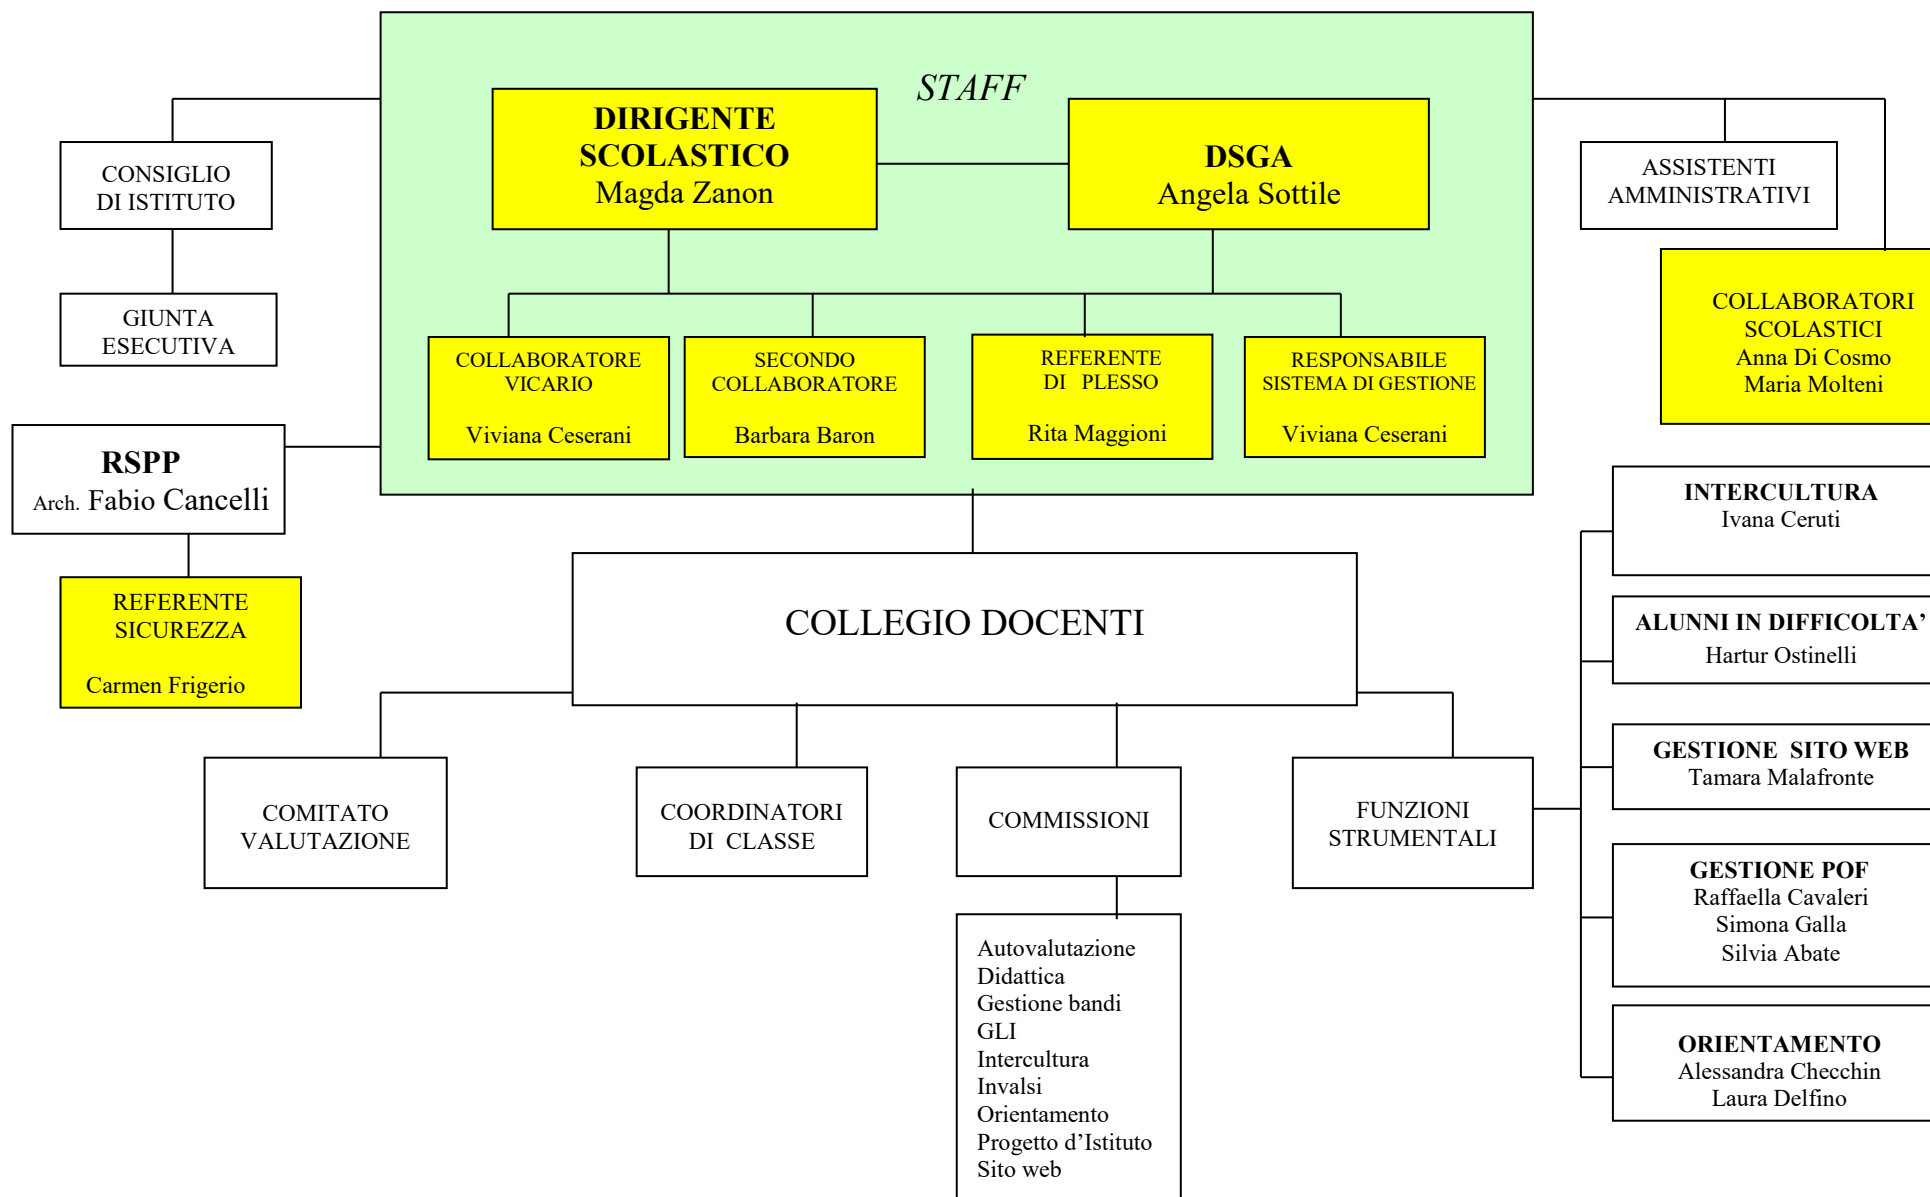 STAFF
DIRIGENTE
SCOLASTICO
Magda Zanon
DSGA
Angela Sottile
CONSIGLIO
DI ISTITUTO
ASSISTENTI
AMMINISTRATIVI
GIUNTA
ESECUTIVA
COLLABORATORI
SCOLASTICI
Anna Di Cosmo
Maria Molteni
COLLABORATORE
VICARIO
Viviana Ceserani
SECONDO
COLLABORATORE
Barbara Baron
REFERENTE
DI PLESSO
Rita Maggioni
RESPONSABILE
SISTEMA DI GESTIONE
Viviana Ceserani
RSPP
Arch. Fabio Cancelli
REFERENTE
SICUREZZA
Carmen Frigerio
COLLEGIO DOCENTI
COMITATO
VALUTAZIONE
COORDINATORI
DI CLASSE
COMMISSIONI
FUNZIONI
STRUMENTALI
Autovalutazione
Didattica
Gestione bandi
GLI
Intercultura
Invalsi
Orientamento
Progetto d’Istituto
Sito web
INTERCULTURA
Ivana Ceruti
ALUNNI IN DIFFICOLTA’
Hartur Ostinelli
GESTIONE SITO WEB
Tamara Malafronte
GESTIONE POF
Raffaella Cavaleri
Simona Galla
Silvia Abate
ORIENTAMENTO
Alessandra Checchin
Laura Delfino